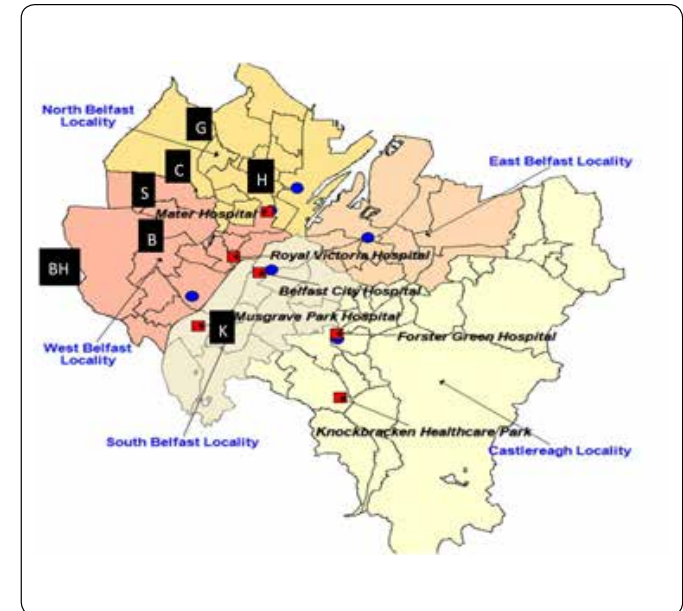 North Belfast
Locality
G
C
H
East Belfast Locality
S
Mater Hospital
B
Royal Victoria Hospital
BH
Belfast City Hospital
Musgrave Park Hospital
K
Forster Green Hospital
West Belfast
Locality
Knockbracken Healthcare Park
South Belfast Locality
Castlereagh Locality